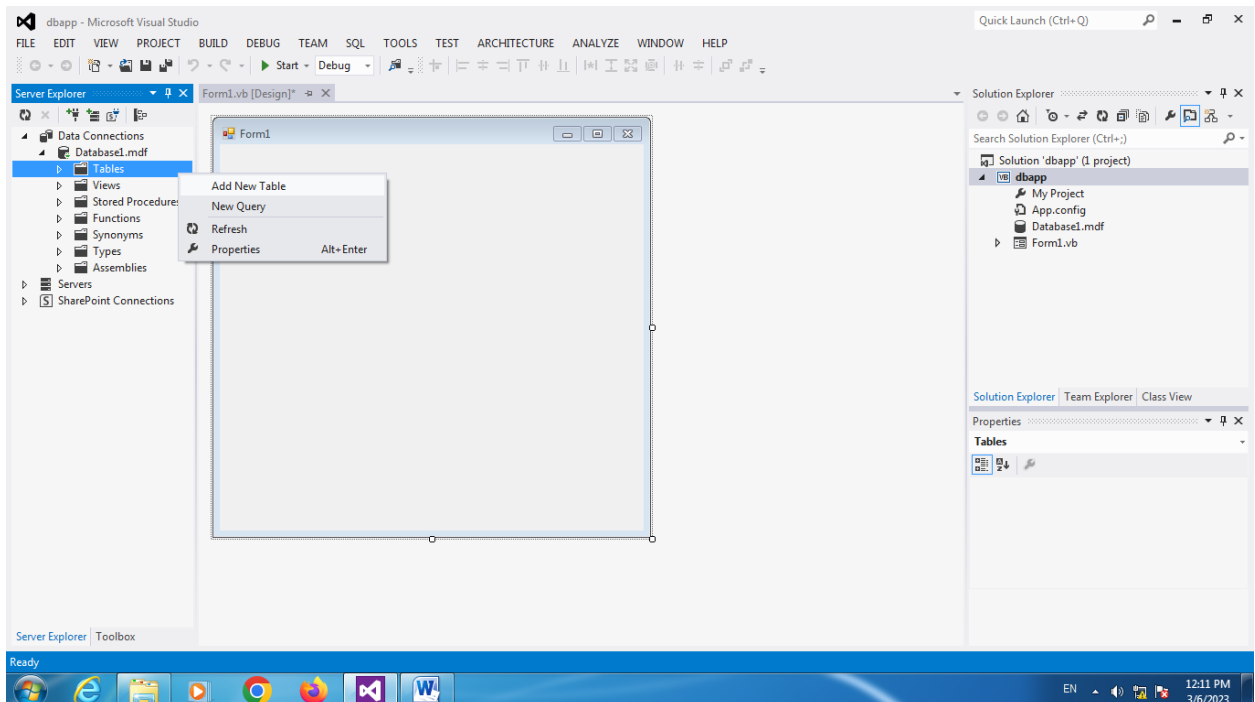 dbapp - Microsoft Visual Studio
Quick Launch (Ctrl+Q)
FILE EDIT VIEW PROJECT BUILD DEBUG TEAM SQL TOOLS TEST ARCHITECTURE ANALYZE WINDOW HELP
Start Debug
Server Explorer
Data Connections
Database1.mdf
Tables
Views
Stored Procedures
Functions
Synonyms
Types
Assemblies
Servers
SharePoint Connections
Server Explorer Toolbox
Form1.vb [Design]*
Form1
Add New Table
New Query
Refresh
Properties Alt+Enter
Solution Explorer
Search Solution Explorer (Ctrl+;)
Solution 'dbapp' (1 project)
VB dbapp
My Project
App.config
Database1.mdf
Form1.vb
Solution Explorer Team Explorer Class View
Properties
Tables
Ready
EN
12:11 PM
3/6/2023